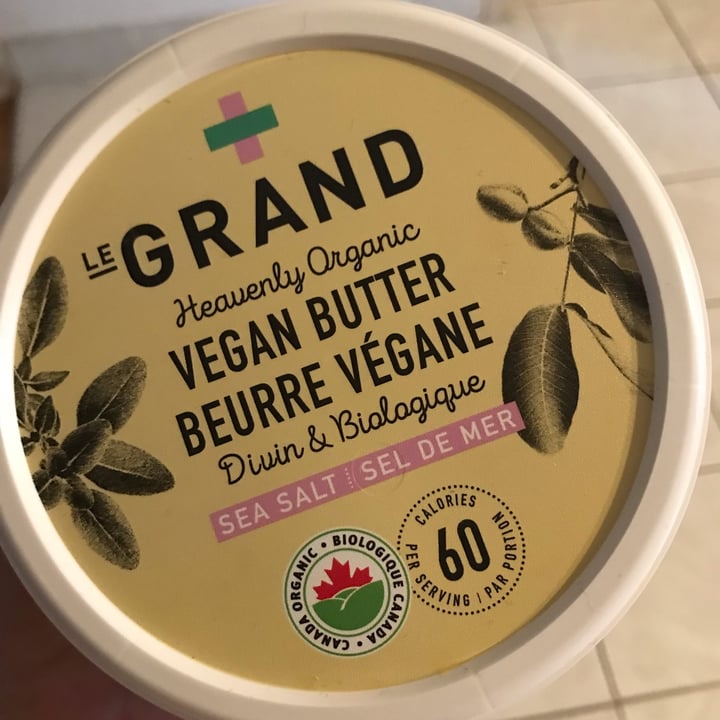 LE GRAND
Heavenly Organic
VEGAN BUTTER
BEURRE VÉGANE
Divin & Biologique
SEA SALT SEL DE MER
CANADA ORGANIC • BIOLOGIQUE CANADA •
CALORIES
60
PER SERVING / PAR PORTION